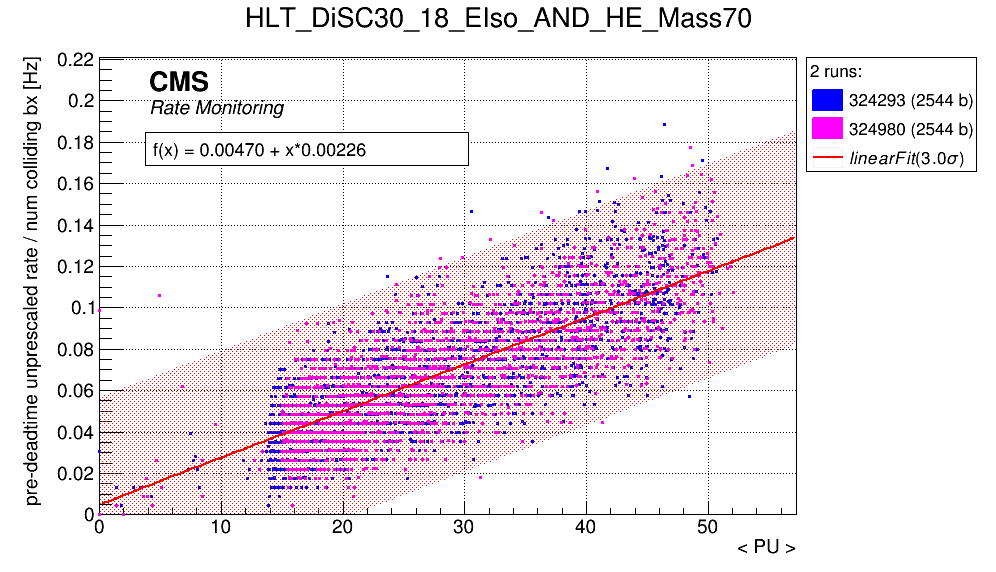 HLT_DiSC30_18_EIso_AND_HE_Mass70
pre-deadtime unprescaled rate / num colliding bx [Hz]
0.22
0.2
0.18
0.16
0.14
0.12
0.1
0.08
0.06
0.04
0.02
0
CMS
Rate Monitoring
f(x) = 0.00470 + x*0.00226
0 10 20 30 40 50
< PU >
2 runs:
324293 (2544 b)
324980 (2544 b)
linearFit(3.0σ)